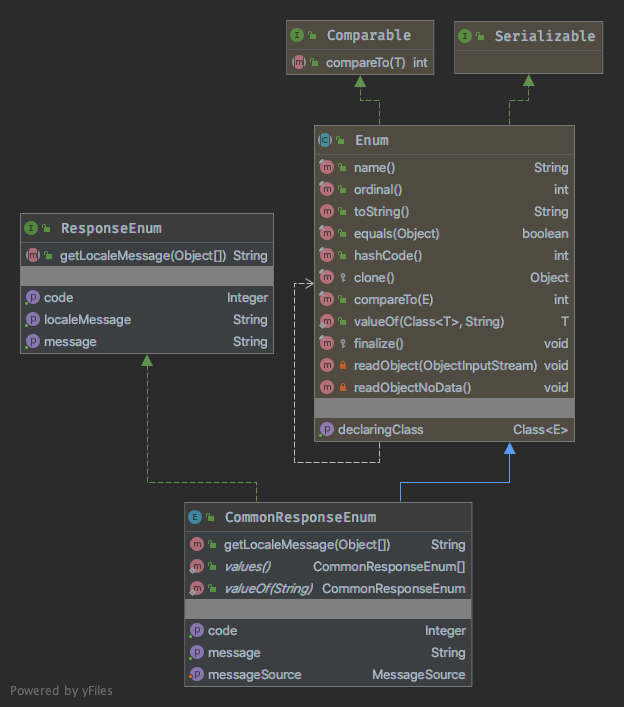 Comparable
compareTo(T) int
Serializable
Enum
name() String
ordinal() int
toString() String
equals(Object) boolean
hashCode() int
clone() Object
compareTo(E) int
valueOf(Class<T>, String) T
finalize() void
readObject(ObjectInputStream) void
readObjectNoData() void
declaringClass Class<E>
ResponseEnum
getLocaleMessage(Object[]) String
code Integer
localeMessage String
message String
CommonResponseEnum
getLocaleMessage(Object[]) String
values() CommonResponseEnum[]
valueOf(String) CommonResponseEnum
code Integer
message String
messageSource MessageSource
Powered by yFiles